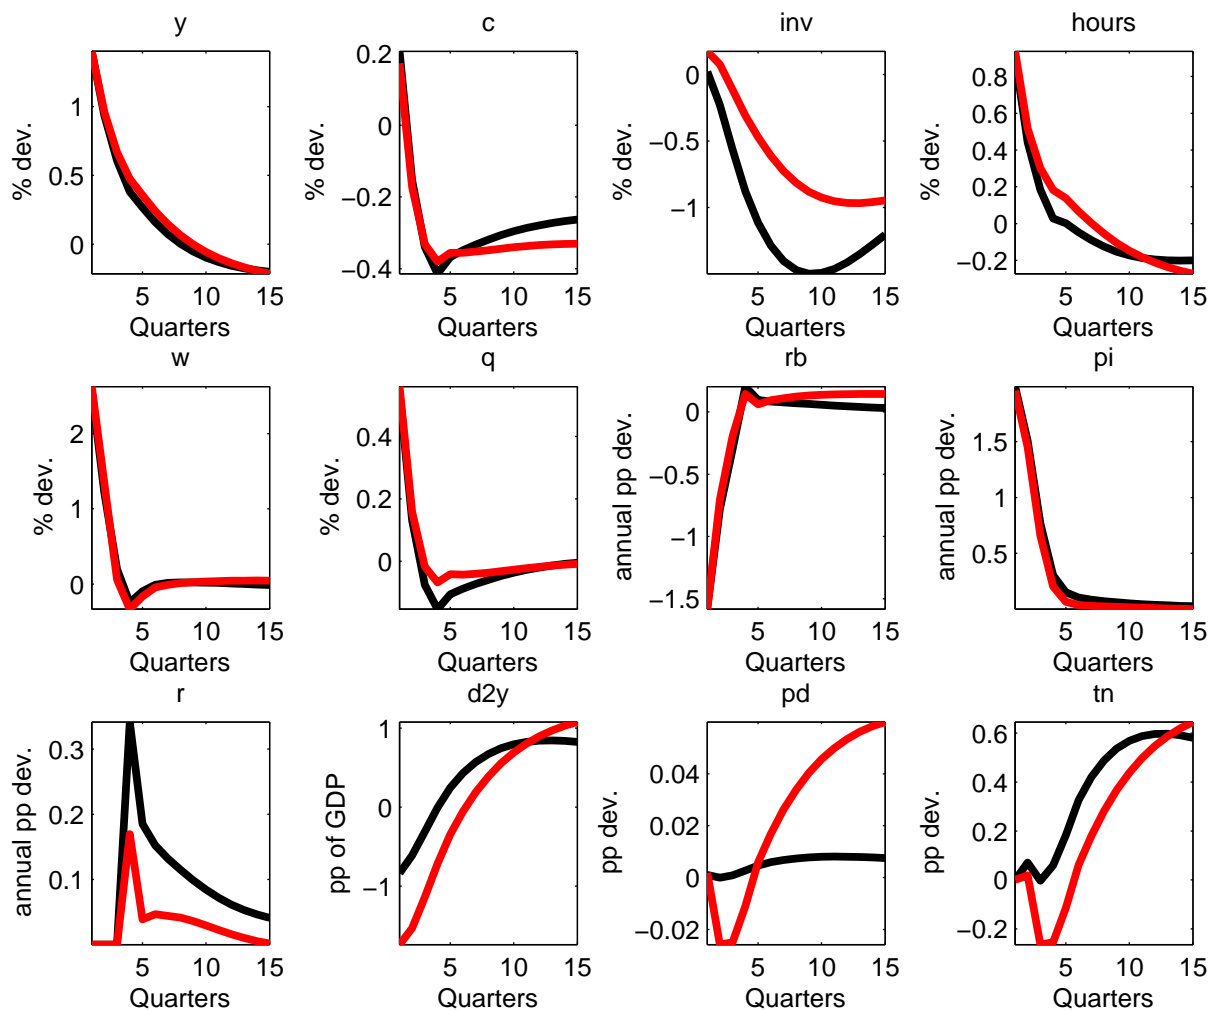 y
c
inv
hours
% dev.
1
0.5
0
5 10 15
Quarters
% dev.
0.2
0
−0.2
−0.4
5 10 15
Quarters
% dev.
0
−0.5
−1
5 10 15
Quarters
% dev.
0.8
0.6
0.4
0.2
0
−0.2
5 10 15
Quarters
w
q
rb
pi
% dev.
2
1
0
5 10 15
Quarters
% dev.
0.4
0.2
0
5 10 15
Quarters
annual pp dev.
0
−0.5
−1
−1.5
5 10 15
Quarters
annual pp dev.
1.5
1
0.5
5 10 15
Quarters
r
d2y
pd
tn
annual pp dev.
0.3
0.2
0.1
5 10 15
Quarters
pp of GDP
1
0
−1
5 10 15
Quarters
pp dev.
0.04
0.02
0
−0.02
5 10 15
Quarters
pp dev.
0.6
0.4
0.2
0
−0.2
5 10 15
Quarters